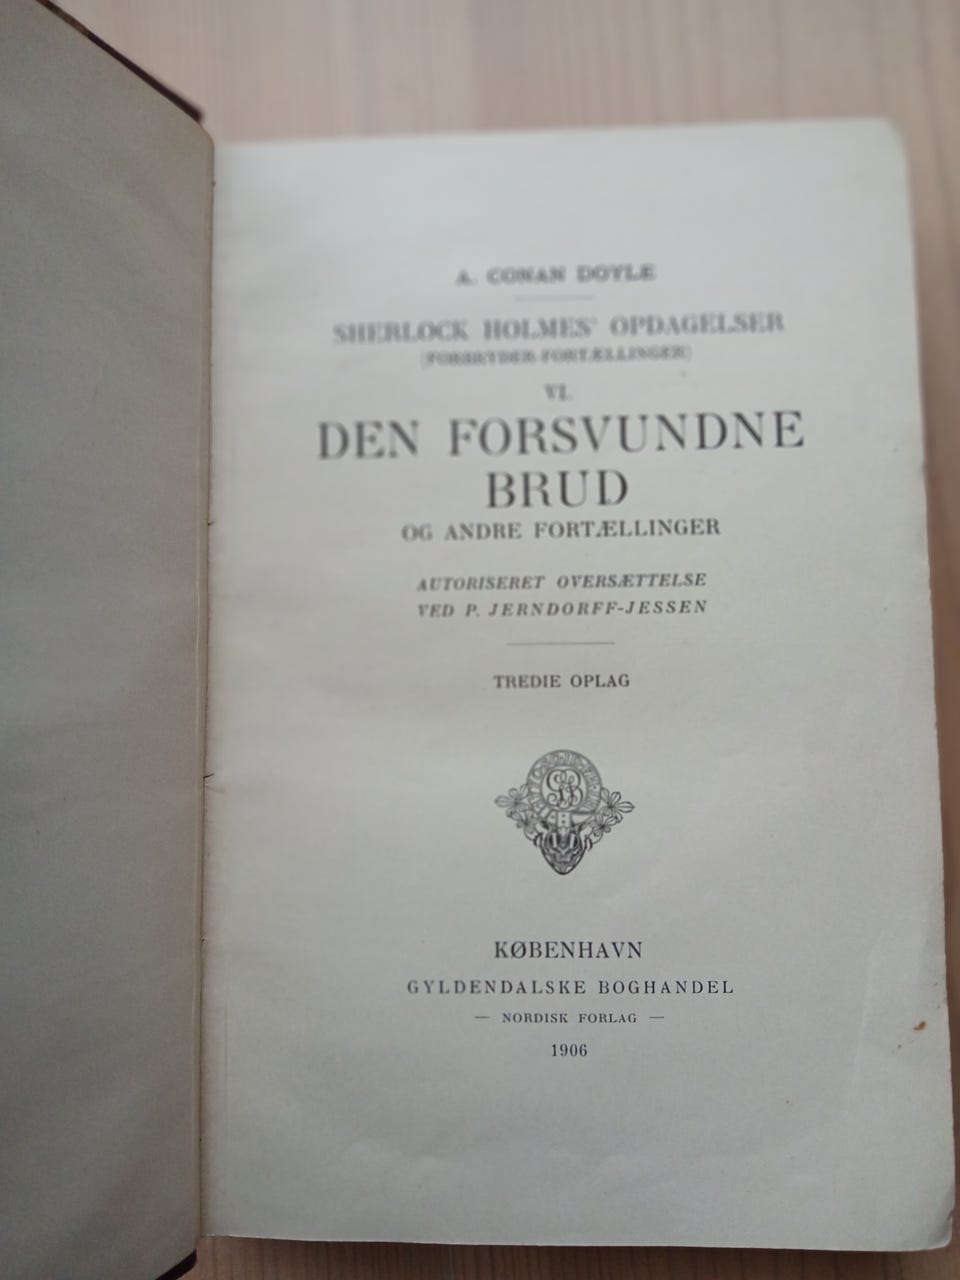 A. CONAN DOYLE
SHERLOCK HOLMES' OPDAGELSER
(FORBRYDER-FORTÆLLINGER)
VI.
DEN FORSVUNDNE
BRUD
OG ANDRE FORTÆLLINGER
AUTORISERET OVERSÆTTELSE
VED P. JERNDORFF-JESSEN
TREDIE OPLAG
KØBENHAVN
GYLDENDALSKE BOGHANDEL
— NORDISK FORLAG —
1906